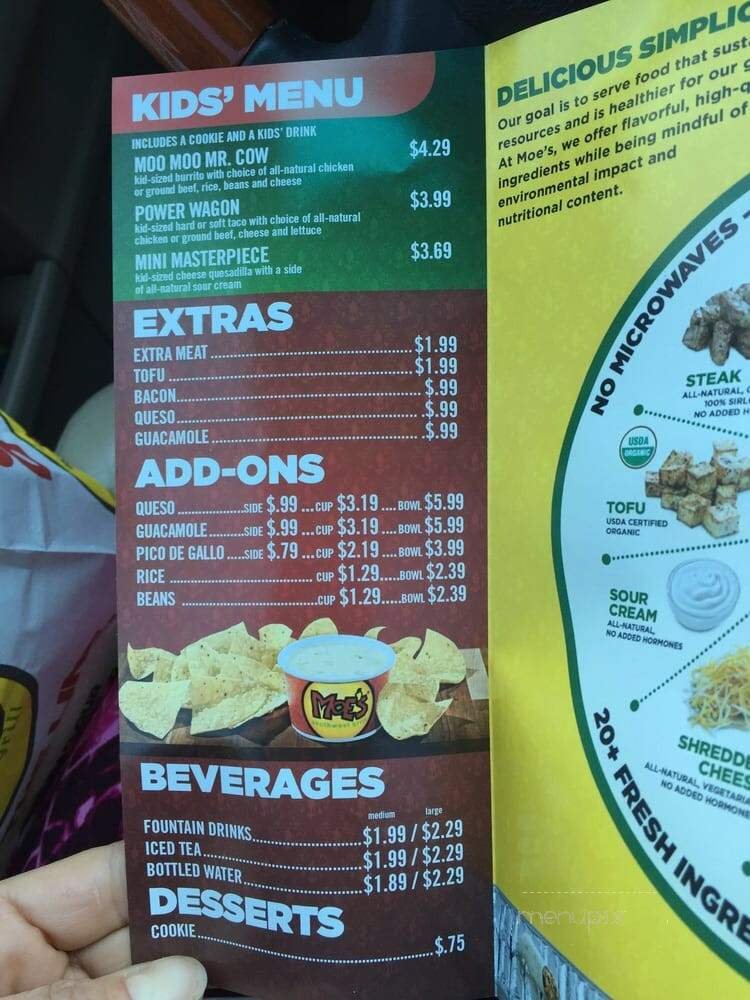 KIDS' MENU
INCLUDES A COOKIE AND A KIDS' DRINK
MOO MOO MR. COW $4.29
kid-sized burrito with choice of all-natural chicken
or ground beef, rice, beans and cheese
POWER WAGON $3.99
kid-sized hard or soft taco with choice of all-natural
chicken or ground beef, cheese and lettuce
MINI MASTERPIECE $3.69
kid-sized cheese quesadilla with a side
of all-natural sour cream
EXTRAS
EXTRA MEAT $1.99
TOFU $1.99
BACON $.99
QUESO $.99
GUACAMOLE $.99
ADD-ONS
QUESO SIDE $.99 ... CUP $3.19 .... BOWL $5.99
GUACAMOLE SIDE $.99 ... CUP $3.19 .... BOWL $5.99
PICO DE GALLO SIDE $.79 ... CUP $2.19 .... BOWL $3.99
RICE CUP $1.29 ..... BOWL $2.39
BEANS CUP $1.29 ..... BOWL $2.39
MOE'S
southwest grill
BEVERAGES
medium large
FOUNTAIN DRINKS $1.99 / $2.29
ICED TEA $1.99 / $2.29
BOTTLED WATER $1.89 / $2.29
DESSERTS
COOKIE $.75
DELICIOUS SIMPLIC
Our goal is to serve food that sust
resources and is healthier for our g
At Moe's, we offer flavorful, high-q
ingredients while being mindful of
environmental impact and
nutritional content.
NO MICROWAVES
STEAK
ALL-NATURAL,
100% SIRL
NO ADDED H
USDA
ORGANIC
TOFU
USDA CERTIFIED
ORGANIC
SOUR
CREAM
ALL-NATURAL,
NO ADDED HORMONES
SHREDDE
CHEES
ALL-NATURAL, VEGETARI
NO ADDED HORMONE
20+ FRESH INGRE
menupix